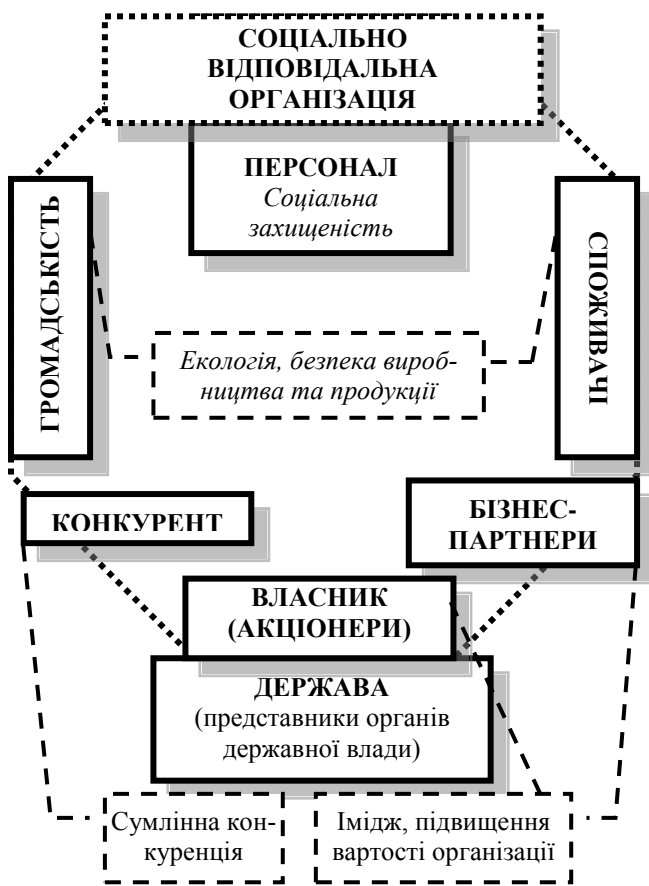 СОЦІАЛЬНО
ВІДПОВІДАЛЬНА
ОРГАНІЗАЦІЯ
ПЕРСОНАЛ
Соціальна
захищеність
ГРОМАДСЬКІСТЬ
СПОЖИВАЧІ
Екологія, безпека вироб-
ництва та продукції
КОНКУРЕНТ
БІЗНЕС-
ПАРТНЕРИ
ВЛАСНИК
(АКЦІОНЕРИ)
ДЕРЖАВА
(представники органів
державної влади)
Сумлінна кон-
куренція
Імідж, підвищення
вартості організації